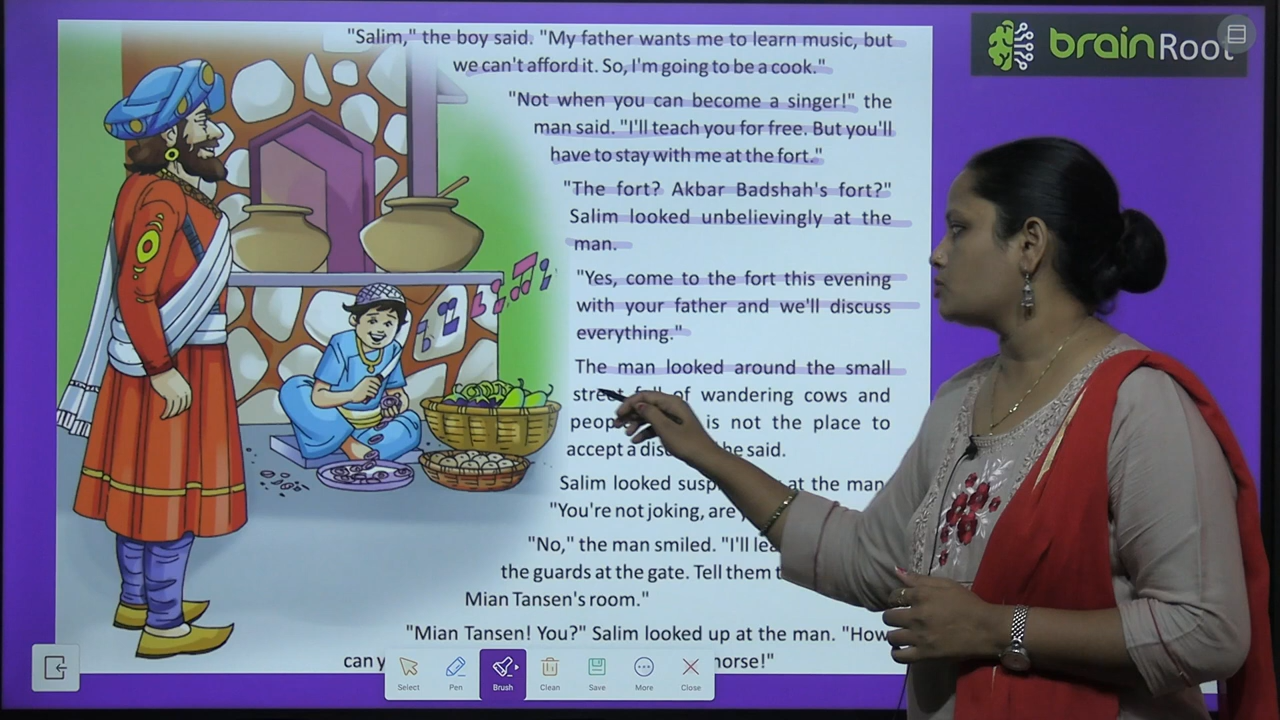 "Salim," the boy said. "My father wants me to learn music, but
we can't afford it. So, I'm going to be a cook."
"Not when you can become a singer!" the
man said. "I'll teach you for free. But you'll
have to stay with me at the fort."
"The fort? Akbar Badshah's fort?"
Salim looked unbelievingly at the
man.
"Yes, come to the fort this evening
with your father and we'll discuss
everything."
The man looked around the small
street full of wandering cows and
is not the place to
accept a he said.
Salim looked at the man.
"You're not joking, are
"No," the man smiled. "I'll
the guards at the gate. Tell them
Mian Tansen's room."
"Mian Tansen! You?" Salim looked up at the man. "How
can horse!"
brainRoot
Select Pen Brush Clean Save More Close